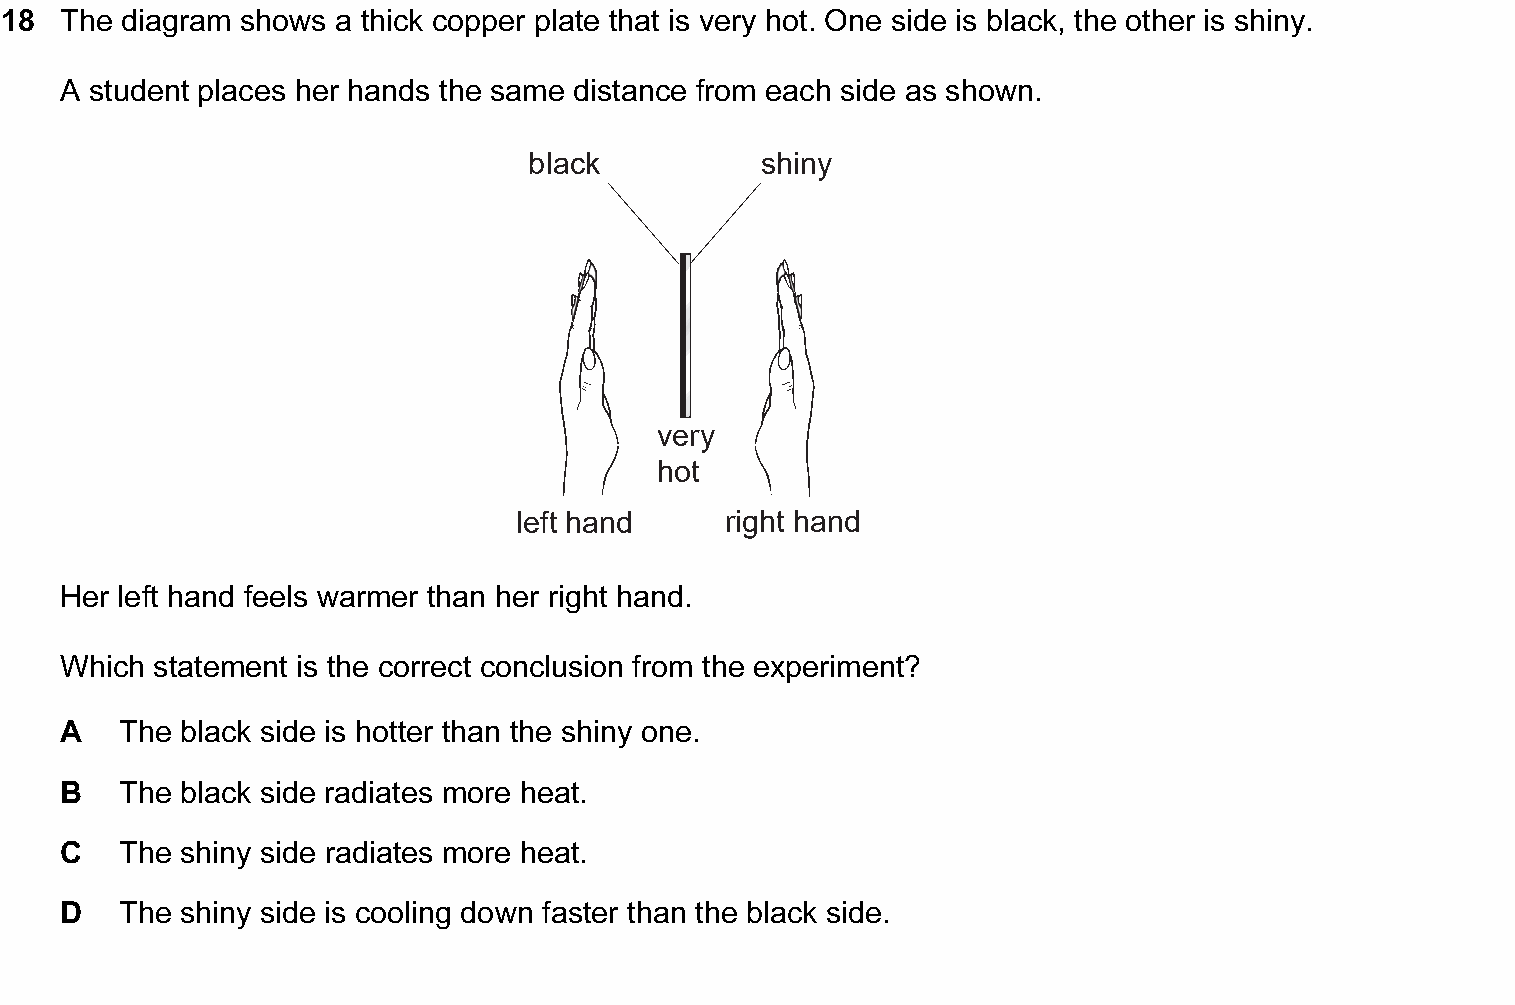 18 The diagram shows a thick copper plate that is very hot. One side is black, the other is shiny.
A student places her hands the same distance from each side as shown.
black shiny
very
hot
left hand right hand
Her left hand feels warmer than her right hand.
Which statement is the correct conclusion from the experiment?
A The black side is hotter than the shiny one.
B The black side radiates more heat.
C The shiny side radiates more heat.
D The shiny side is cooling down faster than the black side.